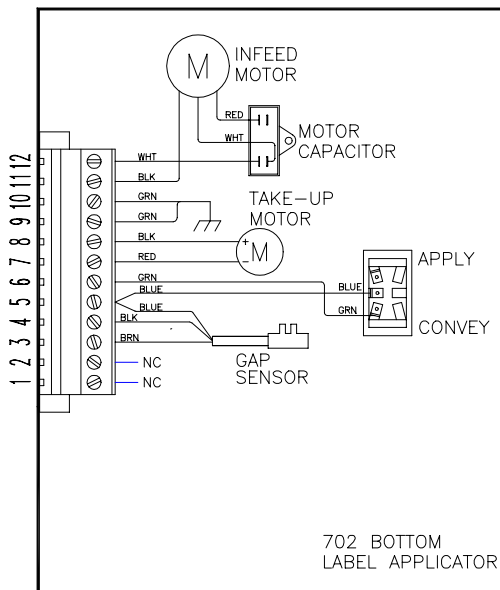 M
INFEED
MOTOR
RED
WHT
MOTOR
CAPACITOR
12 WHT
11 BLK
10 GRN
9 GRN
TAKE-UP
MOTOR
8 BLK
+
M
7 RED
–
6 GRN
5 BLUE
BLUE
4 BLK
3 BRN
2 NC
1 NC
GAP
SENSOR
APPLY
BLUE
GRN
CONVEY
702 BOTTOM
LABEL APPLICATOR